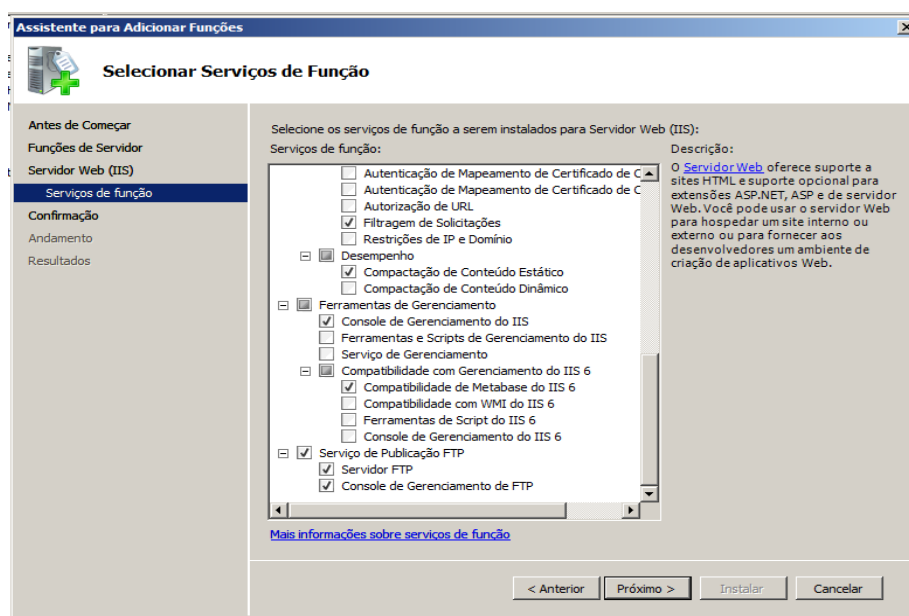 Assistente para Adicionar Funções
Selecionar Serviços de Função
Antes de Começar
Funções de Servidor
Servidor Web (IIS)
Serviços de função
Confirmação
Andamento
Resultados
Selecione os serviços de função a serem instalados para Servidor Web (IIS):
Serviços de função:
Autenticação de Mapeamento de Certificado de C
Autenticação de Mapeamento de Certificado de C
Autorização de URL
Filtragem de Solicitações
Restrições de IP e Domínio
Desempenho
Compactação de Conteúdo Estático
Compactação de Conteúdo Dinâmico
Ferramentas de Gerenciamento
Console de Gerenciamento do IIS
Ferramentas e Scripts de Gerenciamento do IIS
Serviço de Gerenciamento
Compatibilidade com Gerenciamento do IIS 6
Compatibilidade de Metabase do IIS 6
Compatibilidade com WMI do IIS 6
Ferramentas de Script do IIS 6
Console de Gerenciamento do IIS 6
Serviço de Publicação FTP
Servidor FTP
Console de Gerenciamento de FTP
Mais informações sobre serviços de função
Descrição:
O Servidor Web oferece suporte a
sites HTML e suporte opcional para
extensões ASP.NET, ASP e de servidor
Web. Você pode usar o servidor Web
para hospedar um site interno ou
externo ou para fornecer aos
desenvolvedores um ambiente de
criação de aplicativos Web.
< Anterior
Próximo >
Instalar
Cancelar